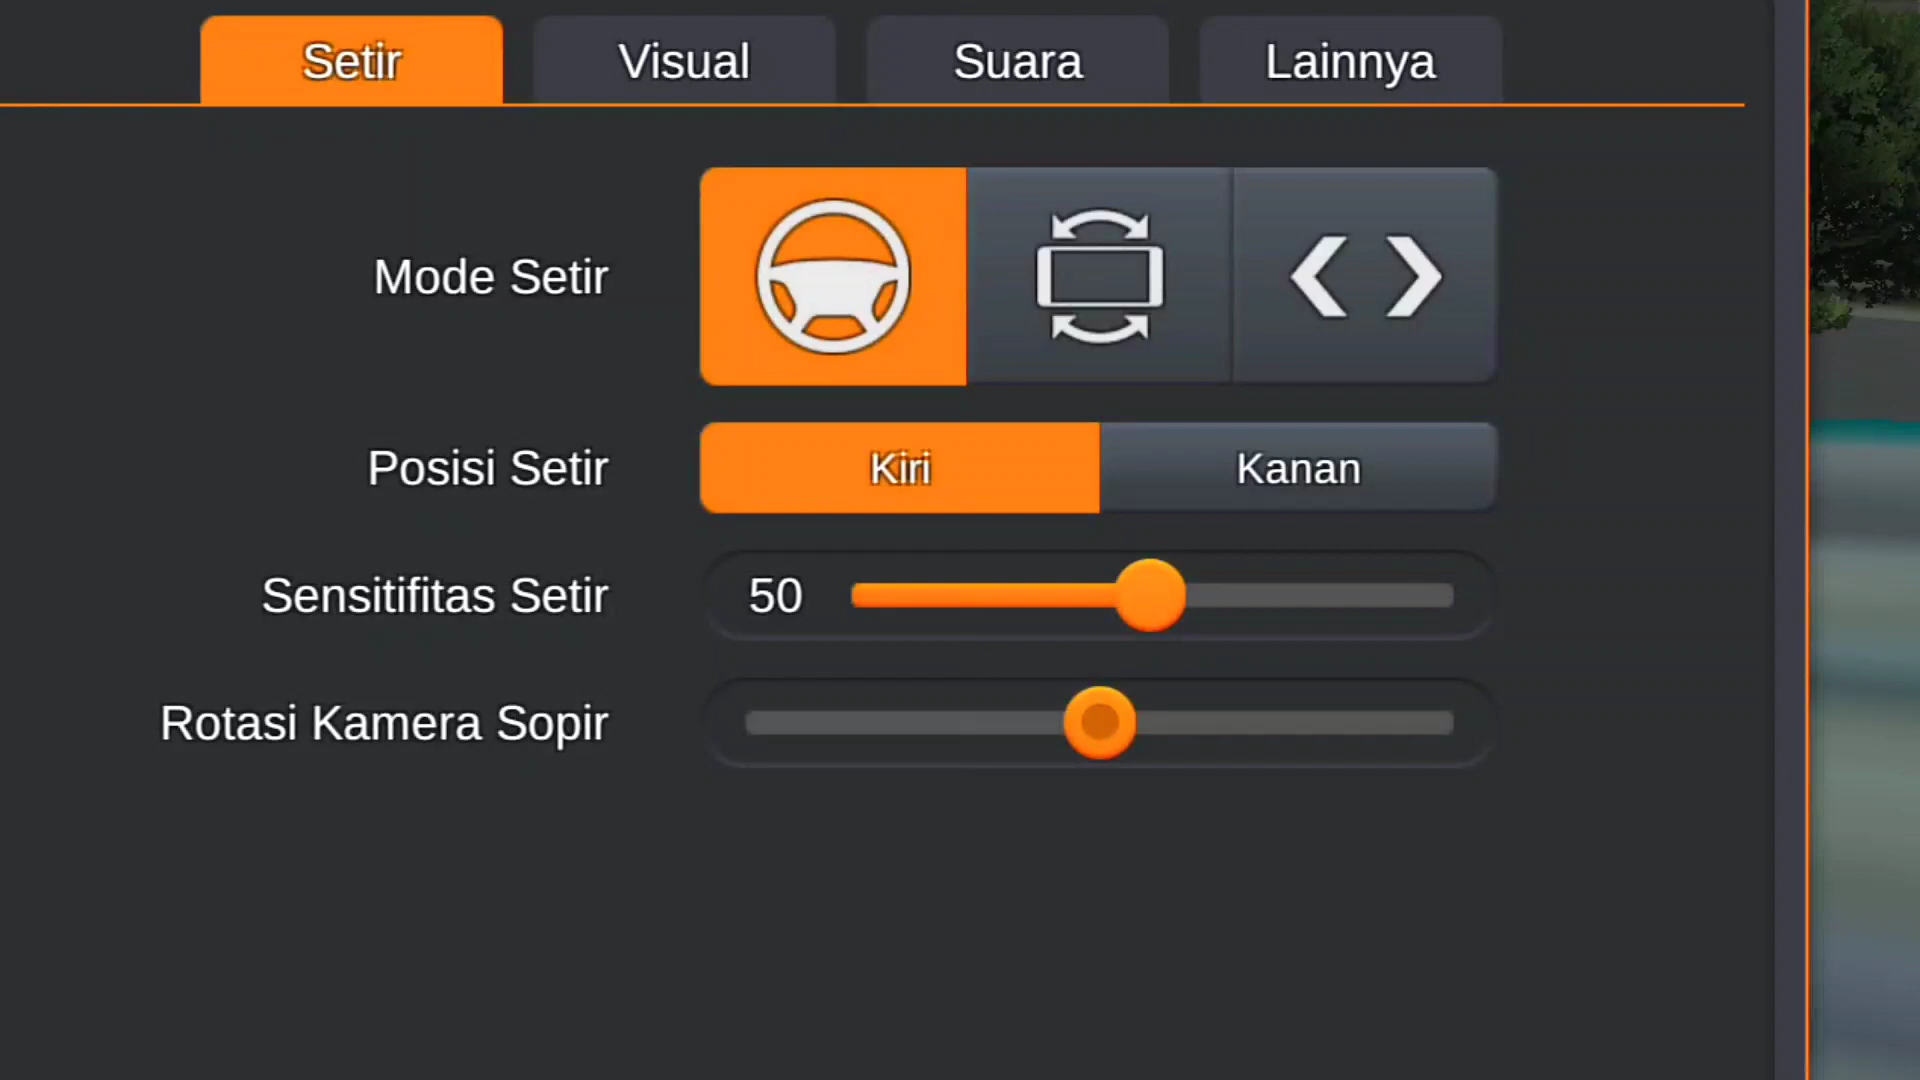 Setir Visual Suara Lainnya
Mode Setir
Posisi Setir Kiri Kanan
Sensitifitas Setir 50
Rotasi Kamera Sopir